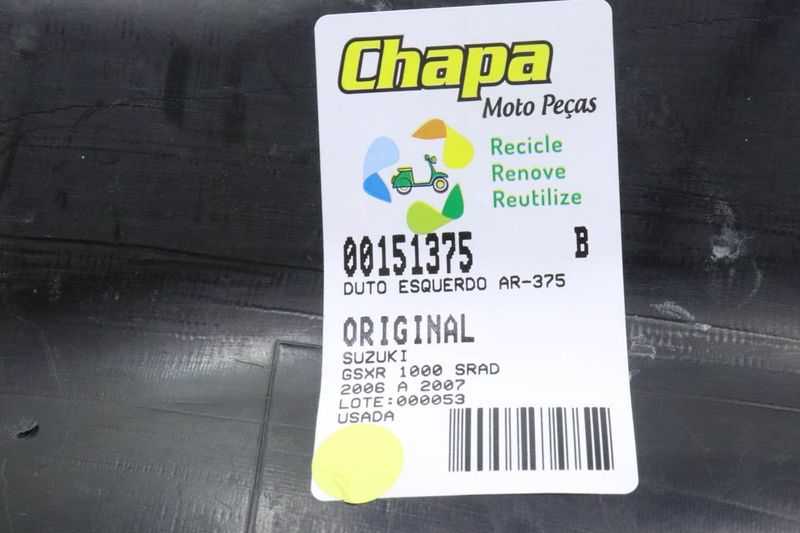 Chapa
Moto Peças
Recicle
Renove
Reutilize
00151375 B
DUTO ESQUERDO AR-375
ORIGINAL
SUZUKI
GSXR 1000 SRAD
2006 A 2007
LOTE:000053
USADA